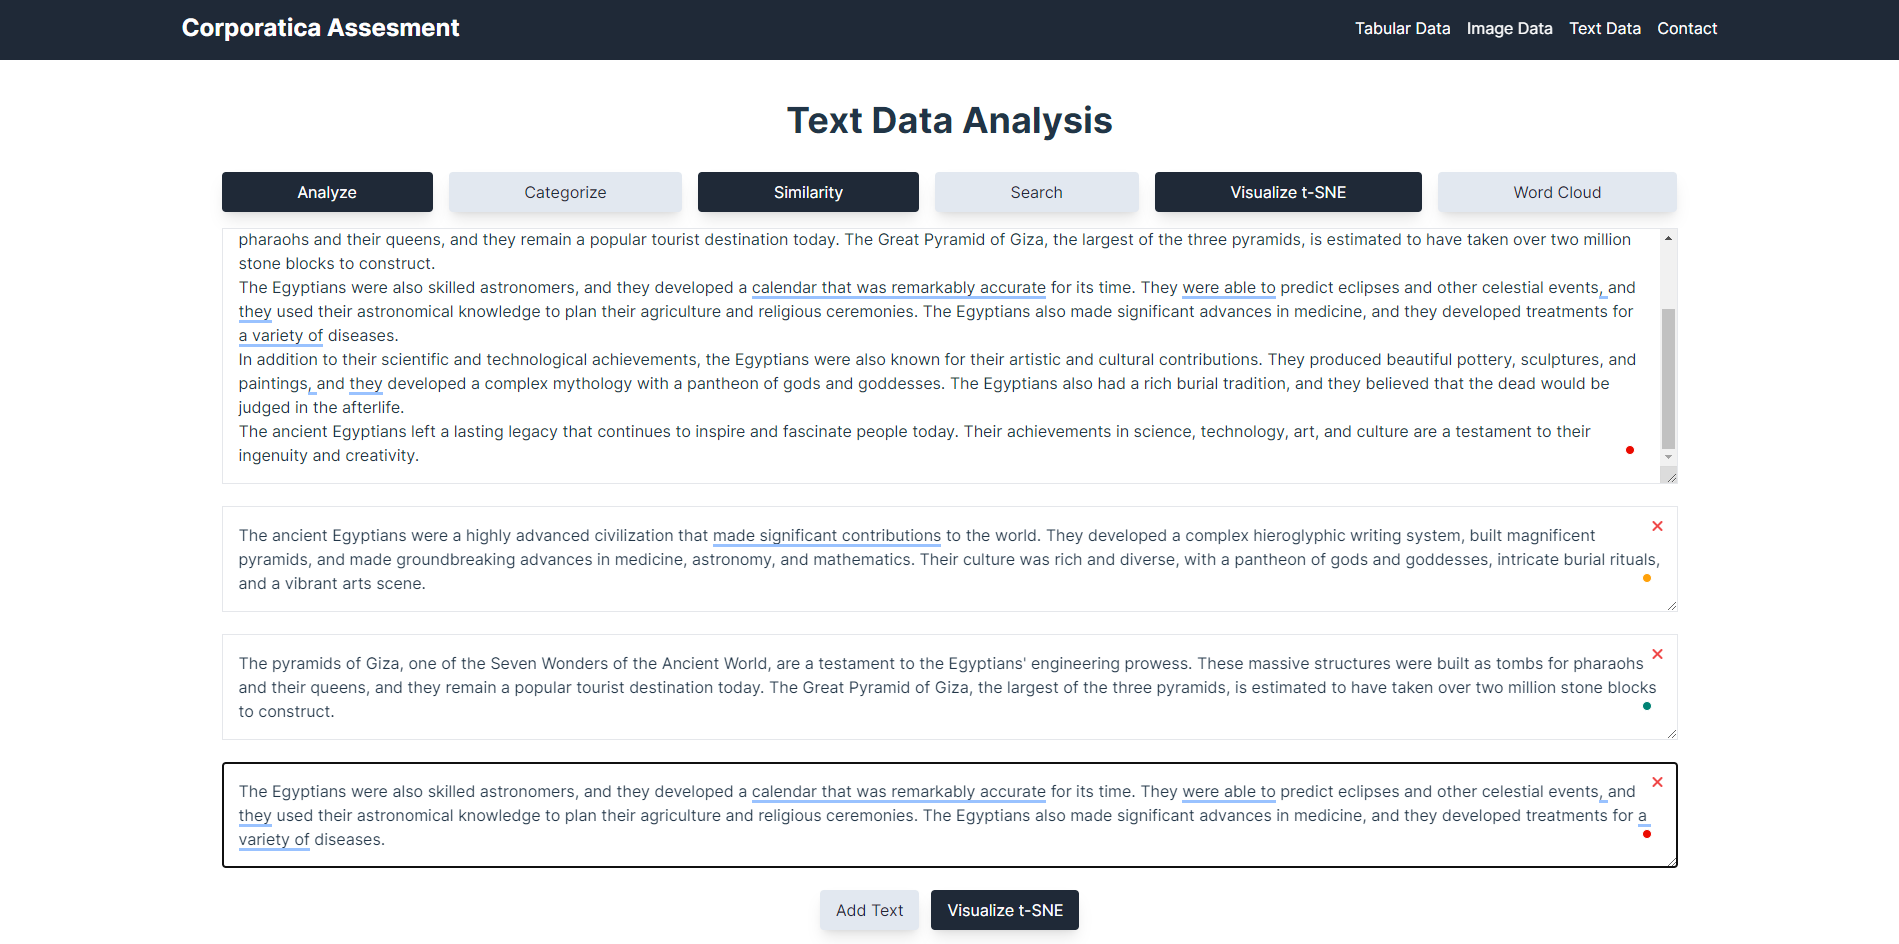 Corporatica Assesment
Tabular Data Image Data Text Data Contact
Text Data Analysis
Analyze Categorize Similarity Search Visualize t-SNE Word Cloud
pharaohs and their queens, and they remain a popular tourist destination today. The Great Pyramid of Giza, the largest of the three pyramids, is estimated to have taken over two million
stone blocks to construct.
The Egyptians were also skilled astronomers, and they developed a calendar that was remarkably accurate for its time. They were able to predict eclipses and other celestial events, and
they used their astronomical knowledge to plan their agriculture and religious ceremonies. The Egyptians also made significant advances in medicine, and they developed treatments for
a variety of diseases.
In addition to their scientific and technological achievements, the Egyptians were also known for their artistic and cultural contributions. They produced beautiful pottery, sculptures, and
paintings, and they developed a complex mythology with a pantheon of gods and goddesses. The Egyptians also had a rich burial tradition, and they believed that the dead would be
judged in the afterlife.
The ancient Egyptians left a lasting legacy that continues to inspire and fascinate people today. Their achievements in science, technology, art, and culture are a testament to their
ingenuity and creativity.
The ancient Egyptians were a highly advanced civilization that made significant contributions to the world. They developed a complex hieroglyphic writing system, built magnificent
pyramids, and made groundbreaking advances in medicine, astronomy, and mathematics. Their culture was rich and diverse, with a pantheon of gods and goddesses, intricate burial rituals,
and a vibrant arts scene.
The pyramids of Giza, one of the Seven Wonders of the Ancient World, are a testament to the Egyptians' engineering prowess. These massive structures were built as tombs for pharaohs
and their queens, and they remain a popular tourist destination today. The Great Pyramid of Giza, the largest of the three pyramids, is estimated to have taken over two million stone blocks
to construct.
The Egyptians were also skilled astronomers, and they developed a calendar that was remarkably accurate for its time. They were able to predict eclipses and other celestial events, and
they used their astronomical knowledge to plan their agriculture and religious ceremonies. The Egyptians also made significant advances in medicine, and they developed treatments for a
variety of diseases.
Add Text Visualize t-SNE